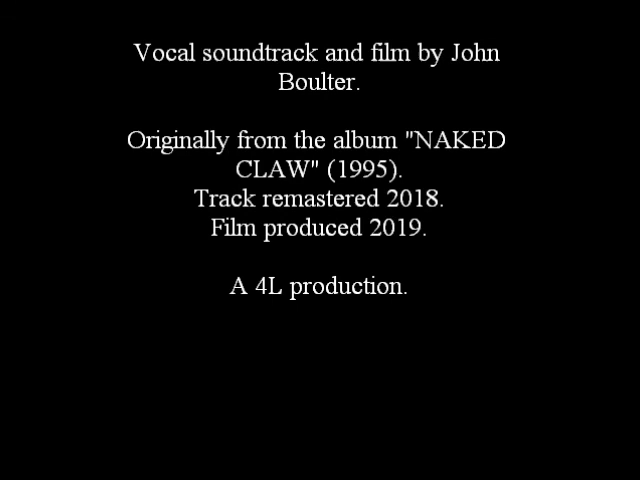 Vocal soundtrack and film by John
Boulter.
Originally from the album "NAKED
CLAW" (1995).
Track remastered 2018.
Film produced 2019.
A 4L production.